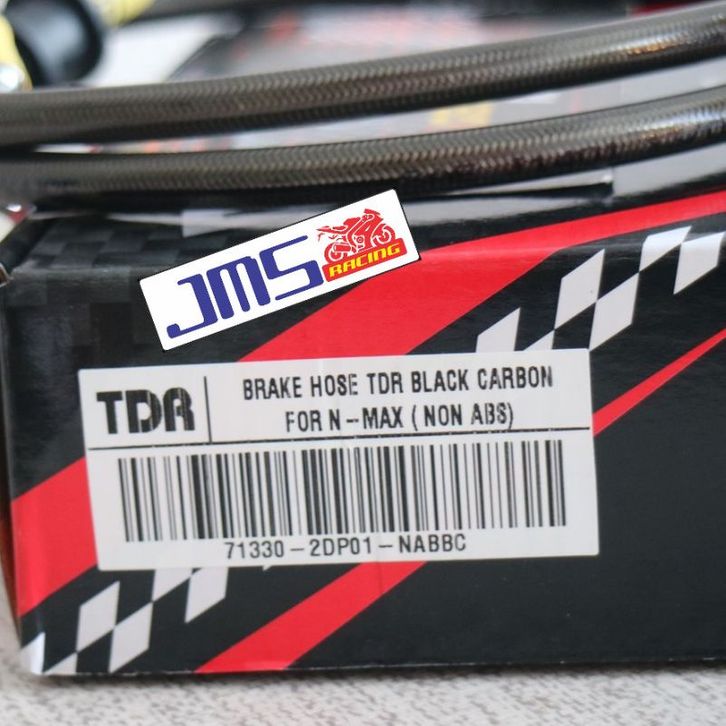 JMS
RACING
TDR
BRAKE HOSE TDR BLACK CARBON
FOR N-MAX ( NON ABS)
71330-2DP01-NABBC